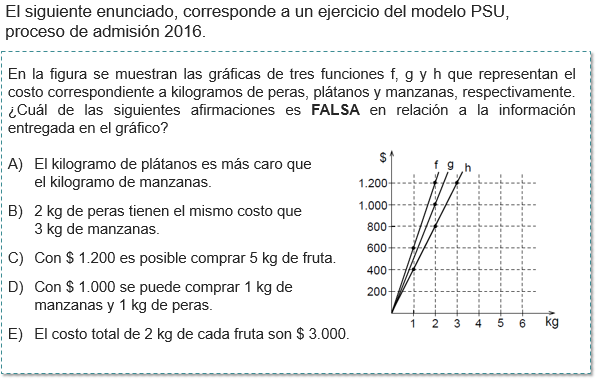 El siguiente enunciado, corresponde a un ejercicio del modelo PSU,
proceso de admisión 2016.
En la figura se muestran las gráficas de tres funciones f, g y h que representan el
costo correspondiente a kilogramos de peras, plátanos y manzanas, respectivamente.
¿Cuál de las siguientes afirmaciones es FALSA en relación a la información
entregada en el gráfico?
A) El kilogramo de plátanos es más caro que
el kilogramo de manzanas.
B) 2 kg de peras tienen el mismo costo que
3 kg de manzanas.
C) Con $ 1.200 es posible comprar 5 kg de fruta.
D) Con $ 1.000 se puede comprar 1 kg de
manzanas y 1 kg de peras.
E) El costo total de 2 kg de cada fruta son $ 3.000.
$
f g h
1.200
1.000
800
600
400
200
1 2 3 4 5 6 kg